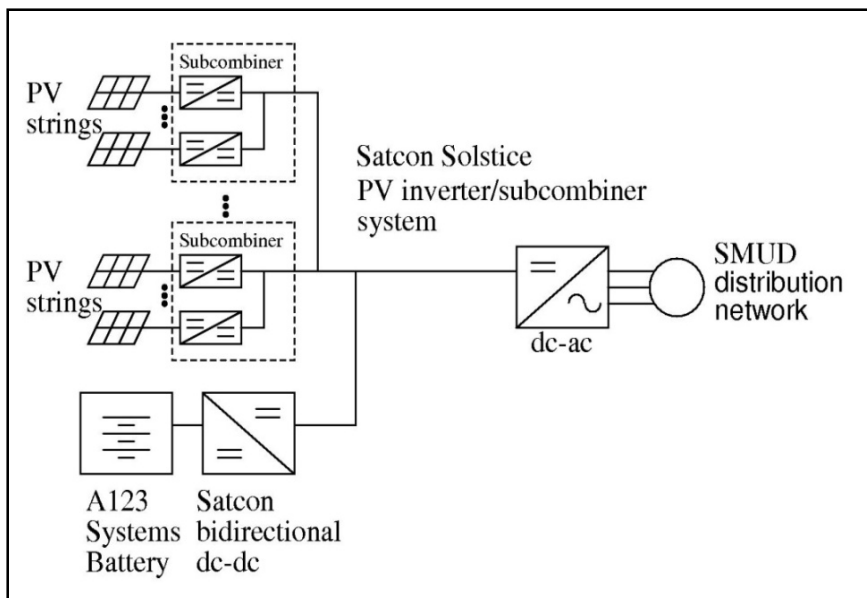 Subcombiner
PV
strings
Satcon Solstice
PV inverter/subcombiner
system
Subcombiner
PV
strings
SMUD
distribution
network
dc-ac
A123
Systems
Battery
Satcon
bidirectional
dc-dc